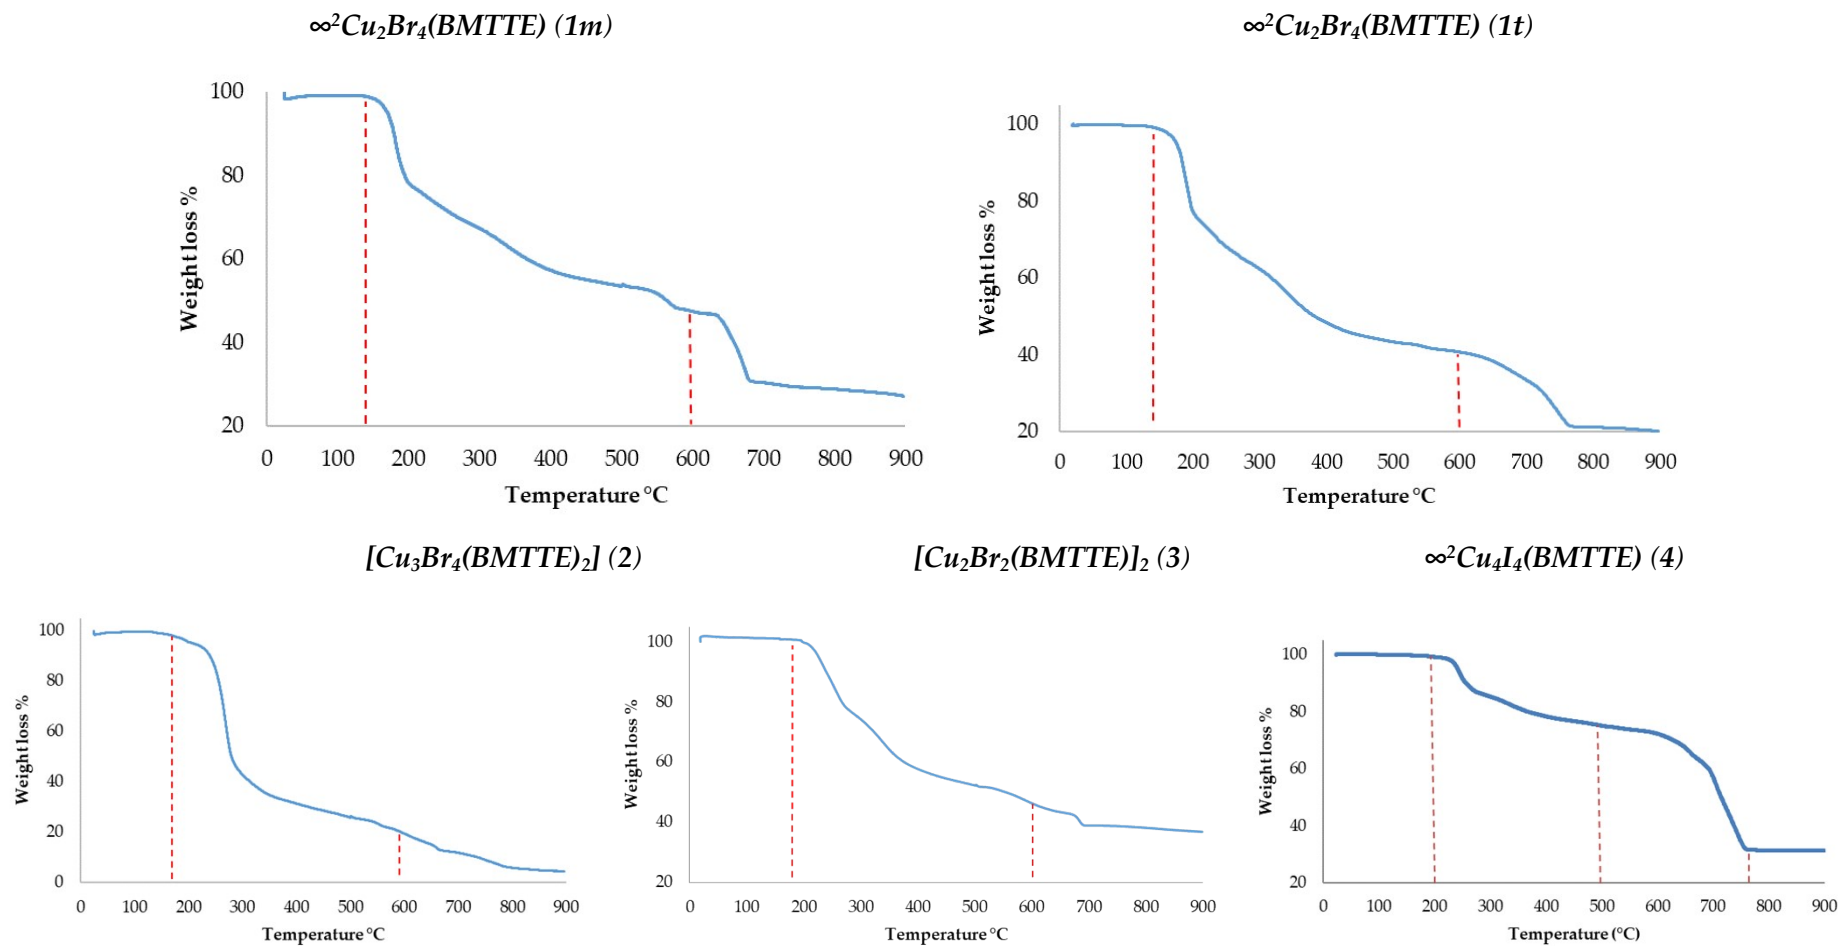 ∞²Cu₂Br₄(BMTTE) (1m)
∞²Cu₂Br₄(BMTTE) (1t)
100
80
60
40
20
Weight loss %
0 100 200 300 400 500 600 700 800 900
Temperature °C
100
80
60
40
20
Weight loss %
0 100 200 300 400 500 600 700 800 900
Temperature °C
[Cu₃Br₄(BMTTE)₂] (2)
[Cu₂Br₂(BMTTE)]₂ (3)
∞²Cu₄I₄(BMTTE) (4)
100
80
60
40
20
0
Weight loss %
0 100 200 300 400 500 600 700 800 900
Temperature °C
100
80
60
40
20
Weight loss %
0 100 200 300 400 500 600 700 800 900
Temperature °C
100
80
60
40
20
Weight loss %
0 100 200 300 400 500 600 700 800 900
Temperature (°C)